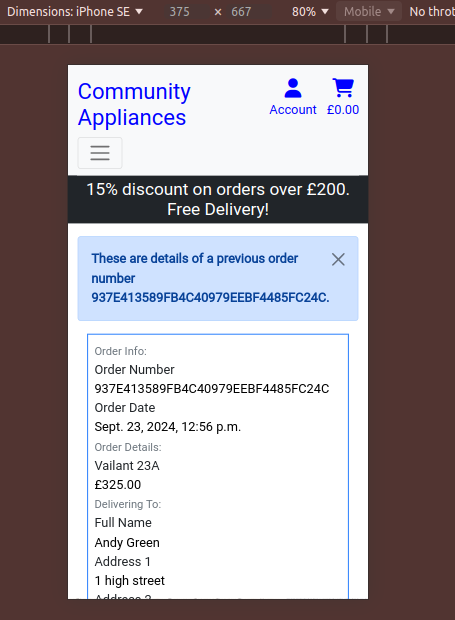 Dimensions: iPhone SE 375 × 667 80% Mobile No throt
Community
Appliances
Account £0.00
15% discount on orders over £200.
Free Delivery!
These are details of a previous order
number
937E413589FB4C40979EEBF4485FC24C.
Order Info:
Order Number
937E413589FB4C40979EEBF4485FC24C
Order Date
Sept. 23, 2024, 12:56 p.m.
Order Details:
Vailant 23A
£325.00
Delivering To:
Full Name
Andy Green
Address 1
1 high street
Address 2